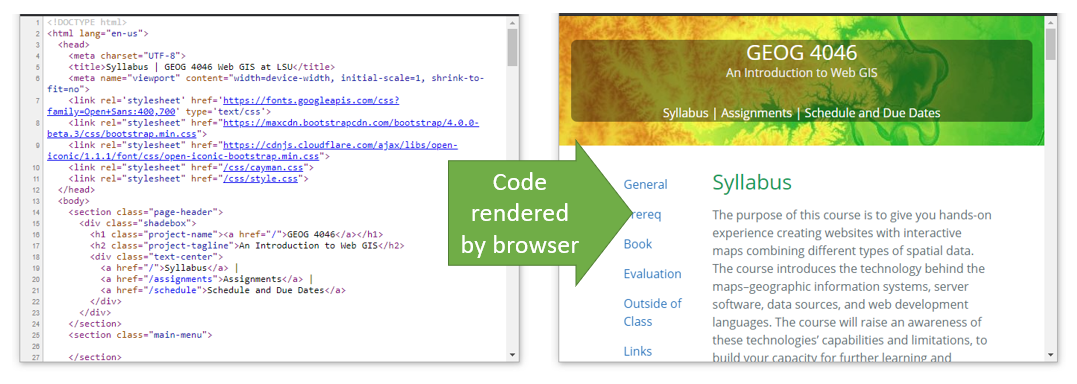 1 <!DOCTYPE html>
2 <html lang="en-us">
3 <head>
4 <meta charset="UTF-8">
5 <title>Syllabus | GEOG 4046 Web GIS at LSU</title>
6 <meta name="viewport" content="width=device-width, initial-scale=1, shrink-to-
fit=no">
7 <link rel='stylesheet' href='https://fonts.googleapis.com/css?
family=Open+Sans:400,700' type='text/css'>
8 <link rel="stylesheet" href="https://maxcdn.bootstrapcdn.com/bootstrap/4.0.0-
beta.3/css/bootstrap.min.css">
9 <link rel="stylesheet" href="https://cdnjs.cloudflare.com/ajax/libs/open-
iconic/1.1.1/font/css/open-iconic-bootstrap.min.css">
10 <link rel="stylesheet" href="/css/cayman.css">
11 <link rel="stylesheet" href="/css/style.css">
12 </head>
13 <body>
14 <section class="page-header">
15 <div class="shadebox">
16 <h1 class="project-name"><a href="/">GEOG 4046</a></h1>
17 <h2 class="project-tagline">An Introduction to Web GIS</h2>
18 <div class="text-center">
19 <a href="/">Syllabus</a> |
20 <a href="/assignments">Assignments</a> |
21 <a href="/schedule">Schedule and Due Dates</a>
22 </div>
23 </div>
24 </section>
25 <section class="main-menu">
26
27 </section>
Code
rendered
by browser
GEOG 4046
An Introduction to Web GIS
Syllabus | Assignments | Schedule and Due Dates
General
rereq
Book
Evaluation
Outside of
Class
Links
Syllabus
The purpose of this course is to give you hands-on
experience creating websites with interactive
maps combining different types of spatial data.
The course introduces the technology behind the
maps–geographic information systems, server
software, data sources, and web development
languages. The course will raise an awareness of
these technologies' capabilities and limitations, to
build your capacity for further learning and